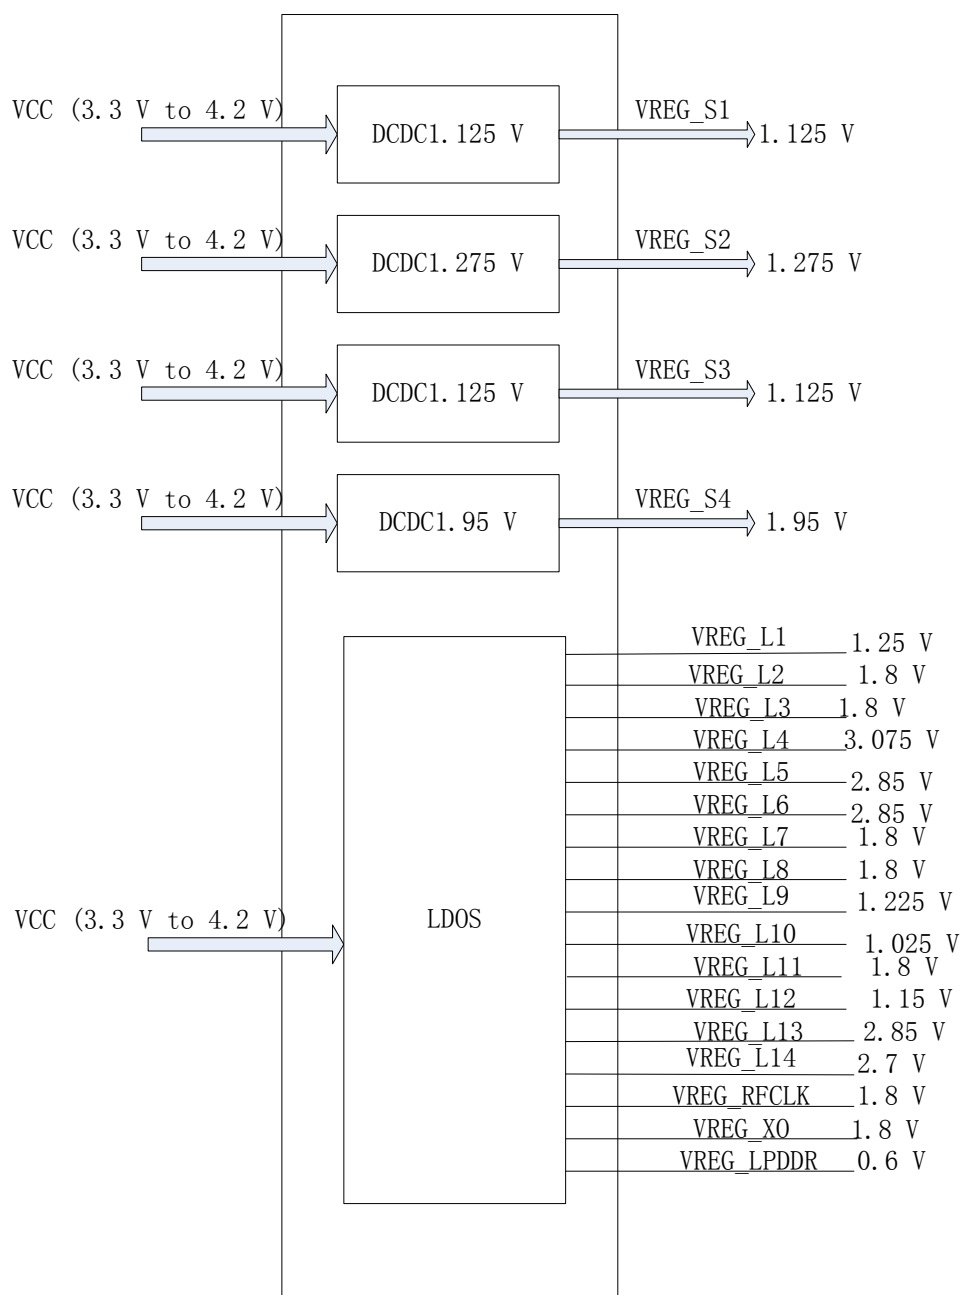 VCC (3.3 V to 4.2 V)
DCDC1.125 V
VREG_S1
1.125 V
VCC (3.3 V to 4.2 V)
DCDC1.275 V
VREG_S2
1.275 V
VCC (3.3 V to 4.2 V)
DCDC1.125 V
VREG_S3
1.125 V
VCC (3.3 V to 4.2 V)
DCDC1.95 V
VREG_S4
1.95 V
VCC (3.3 V to 4.2 V)
LDOS
VREG_L1 1.25 V
VREG_L2 1.8 V
VREG_L3 1.8 V
VREG_L4 3.075 V
VREG_L5 2.85 V
VREG_L6 2.85 V
VREG_L7 1.8 V
VREG_L8 1.8 V
VREG_L9 1.225 V
VREG_L10 1.025 V
VREG_L11 1.8 V
VREG_L12 1.15 V
VREG_L13 2.85 V
VREG_L14 2.7 V
VREG_RFCLK 1.8 V
VREG_XO 1.8 V
VREG_LPDDR 0.6 V